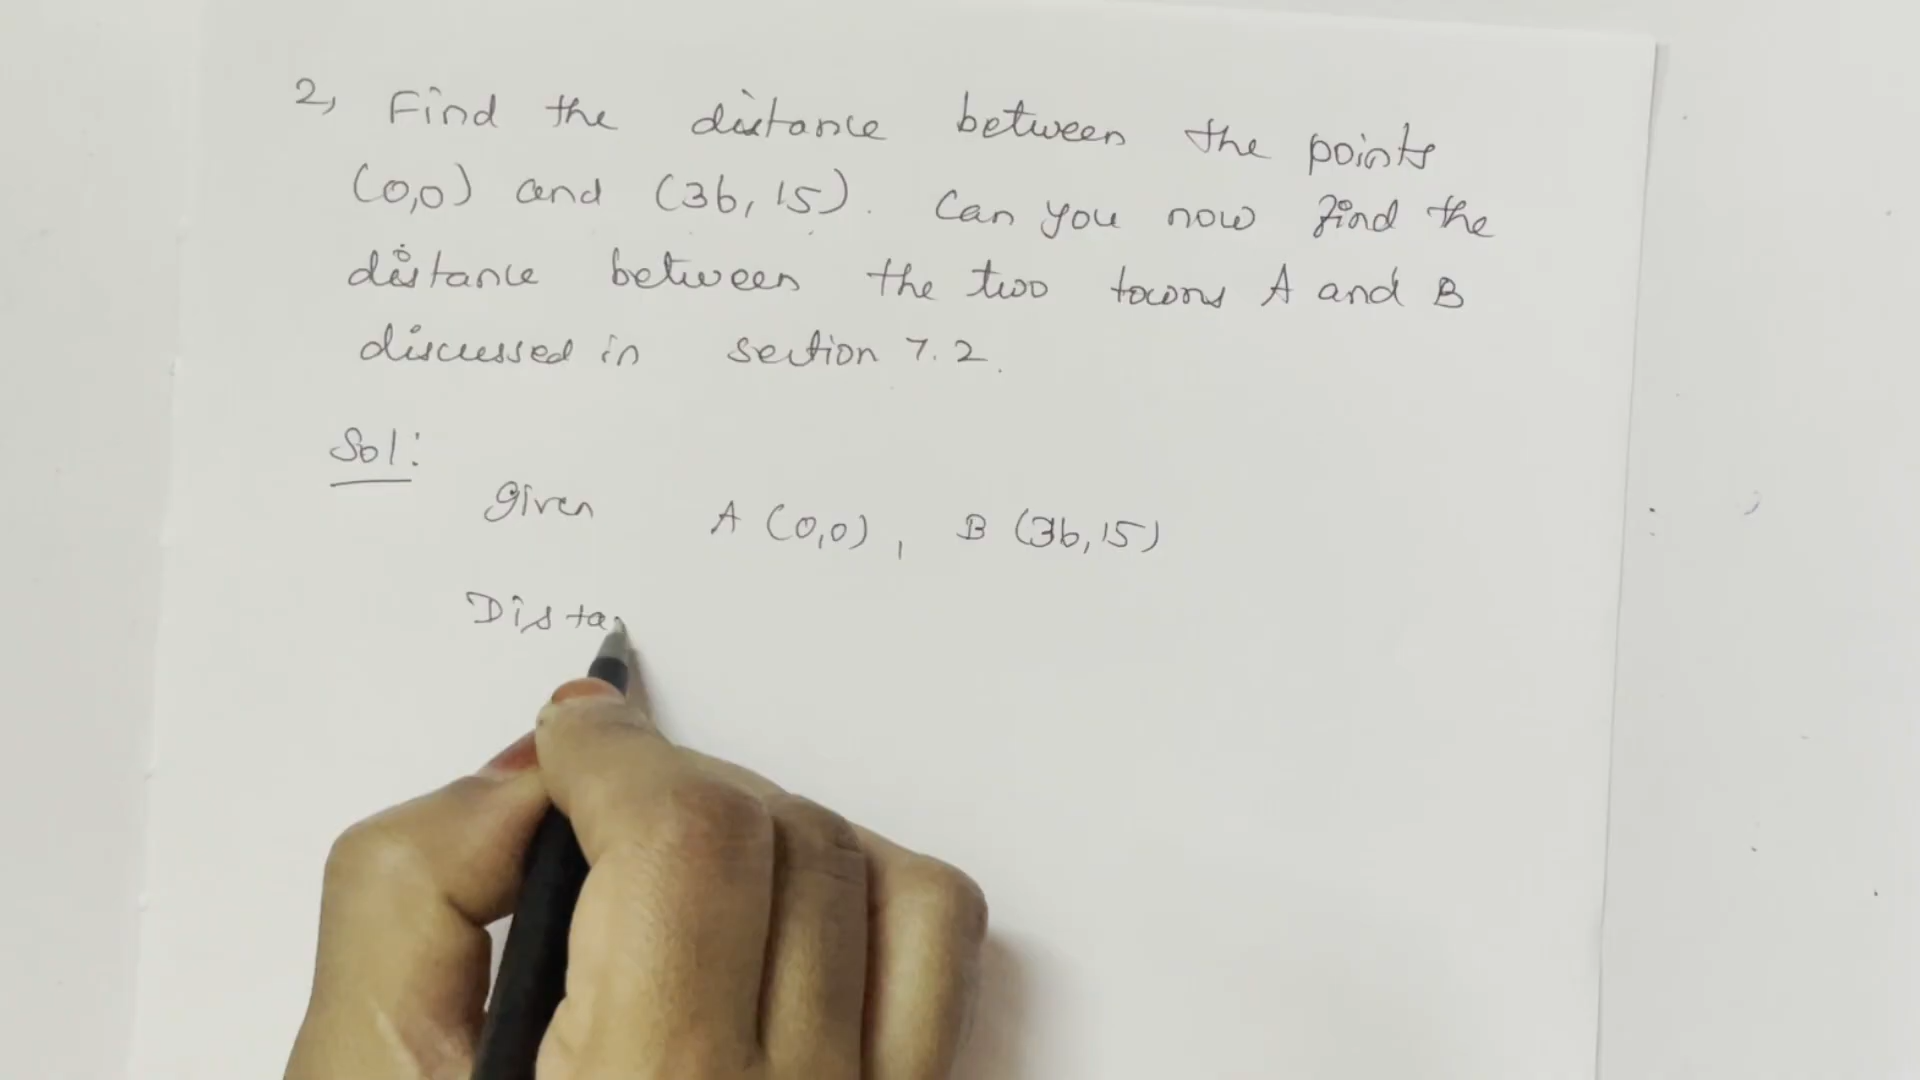 2, Find the distance between the points
(0,0) and (36,15). Can you now find the
distance between the two towns A and B
discussed in section 7.2.
Sol:
Given A (0,0), B (36,15)
Dista